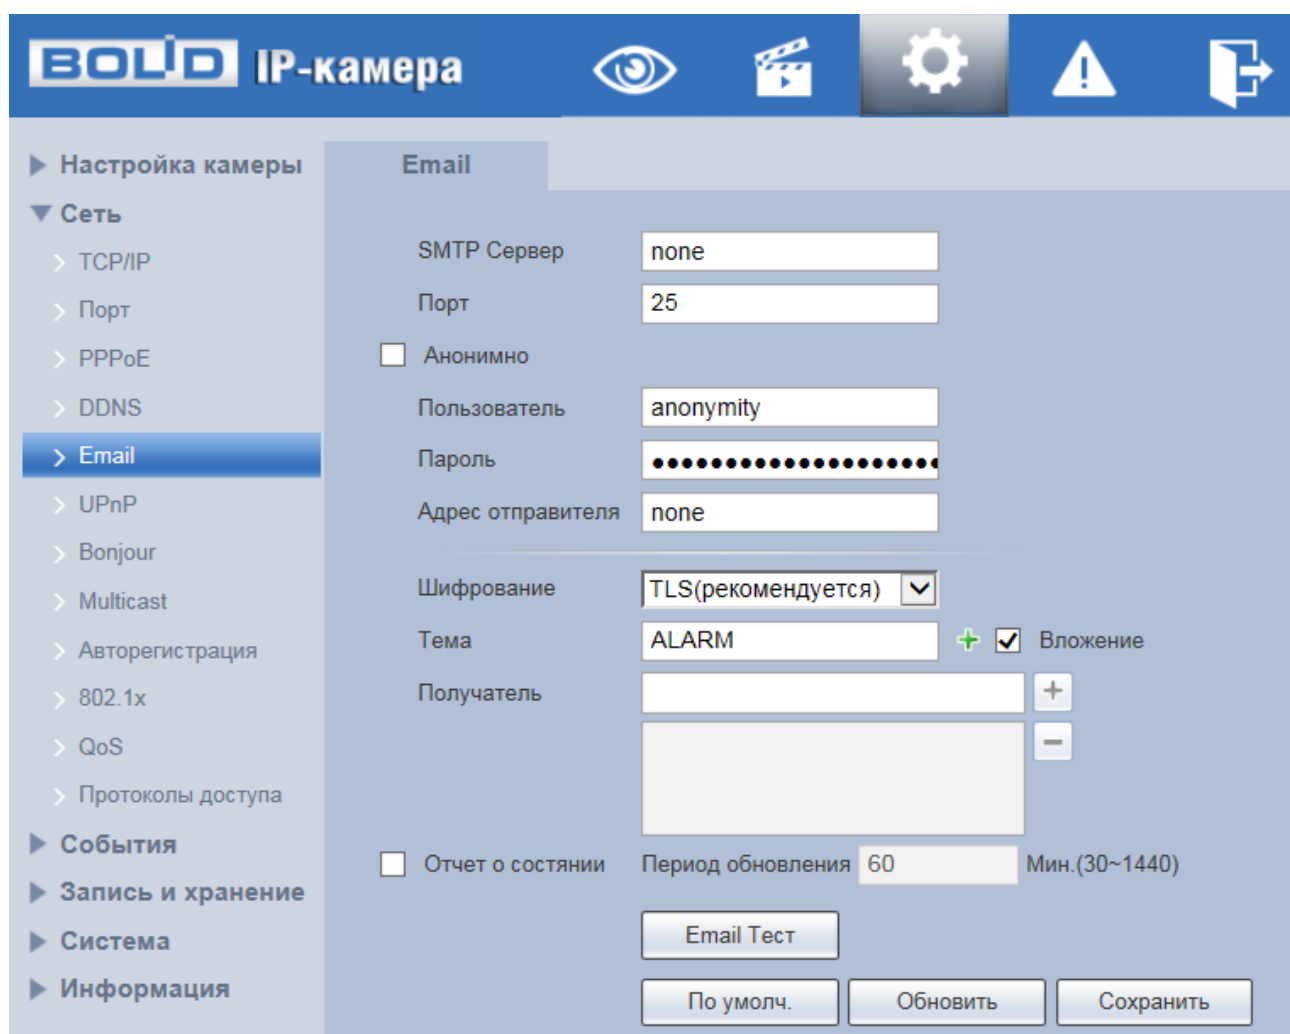 BOLID IP-камера
Настройка камеры
Сеть
TCP/IP
Порт
PPPoE
DDNS
Email
UPnP
Bonjour
Multicast
Авторегистрация
802.1x
QoS
Протоколы доступа
События
Запись и хранение
Система
Информация
Email
SMTP Сервер none
Порт 25
Анонимно
Пользователь anonymity
Пароль ••••••••••••••••••••
Адрес отправителя none
Шифрование TLS(рекомендуется)
Тема ALARM Вложение
Получатель
Отчет о состянии Период обновления 60 Мин.(30~1440)
Email Тест
По умолч. Обновить Сохранить